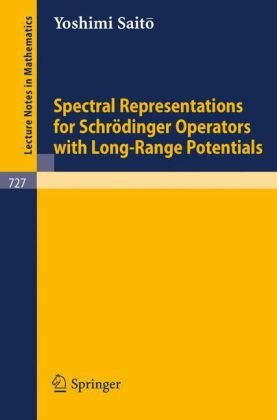 Yoshimi Saitō
Lecture Notes in Mathematics
Spectral Representations
for Schrödinger Operators
with Long-Range Potentials
727
Springer